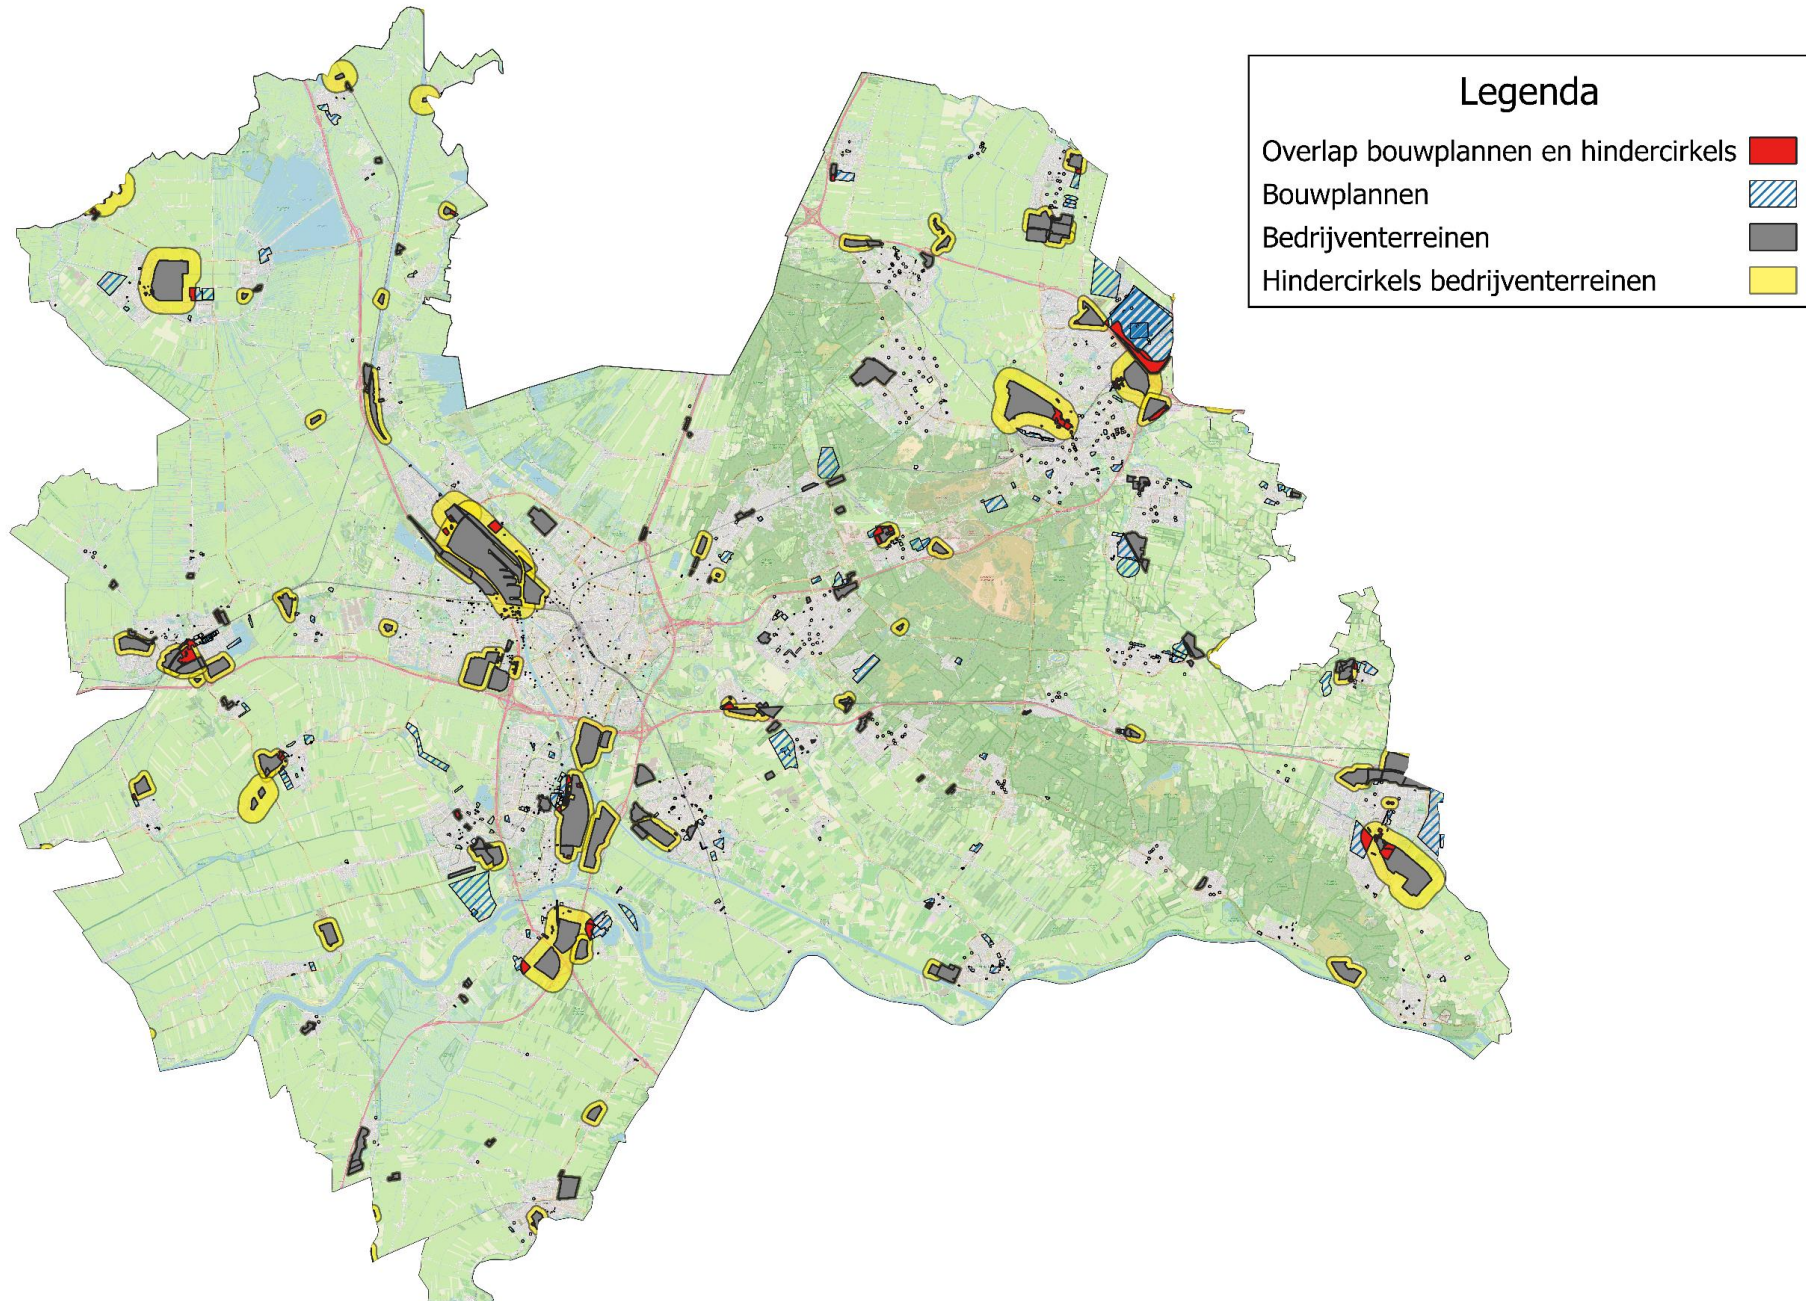 Legenda
Overlap bouwplannen en hindercirkels
Bouwplannen
Bedrijventerreinen
Hindercirkels bedrijventerreinen